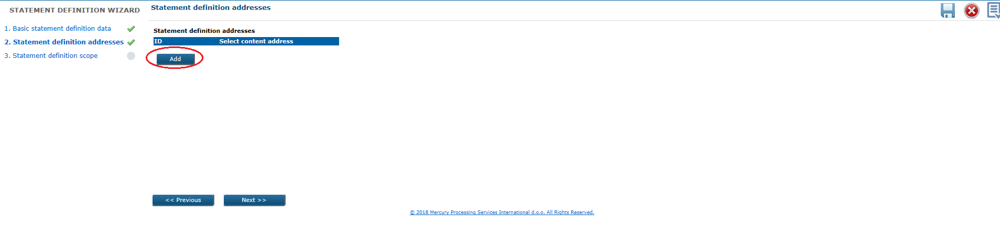 STATEMENT DEFINITION WIZARD
1. Basic statement definition data
2. Statement definition addresses
3. Statement definition scope
Statement definition addresses
Statement definition addresses
ID Select content address
Add
<< Previous Next >>
© 2018 Mercury Processing Services International d.o.o. All Rights Reserved.